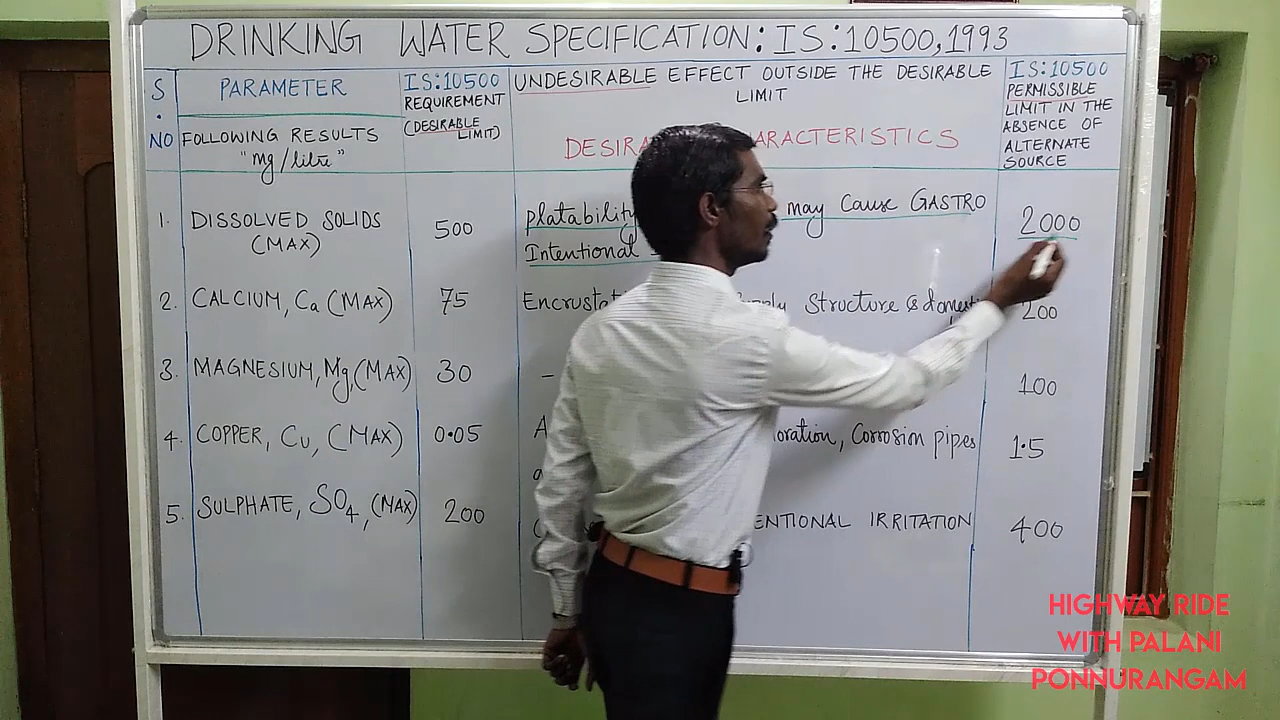 DRINKING WATER SPECIFICATION: IS:10500,1993
S.NO
PARAMETER
FOLLOWING RESULTS
"mg/litre"
IS:10500
REQUIREMENT
(DESIRABLE LIMIT)
UNDESIRABLE EFFECT OUTSIDE THE DESIRABLE
LIMIT
IS:10500
PERMISSIBLE
LIMIT IN THE
ABSENCE OF
ALTERNATE
SOURCE
1. DISSOLVED SOLIDS
(MAX)
500
platability may Cause GASTRO
Intentional
2000
2. CALCIUM, Ca (MAX) 75 Structure & 200
3. MAGNESIUM, Mg, (MAX) 30 - 100
4. COPPER, Cu, (MAX) 0.05 Corrosion pipes 1.5
5. SULPHATE, SO4, (MAX) 200 IRRITATION 400
HIGHWAY RIDE
WITH PALANI
PONNURANGAM